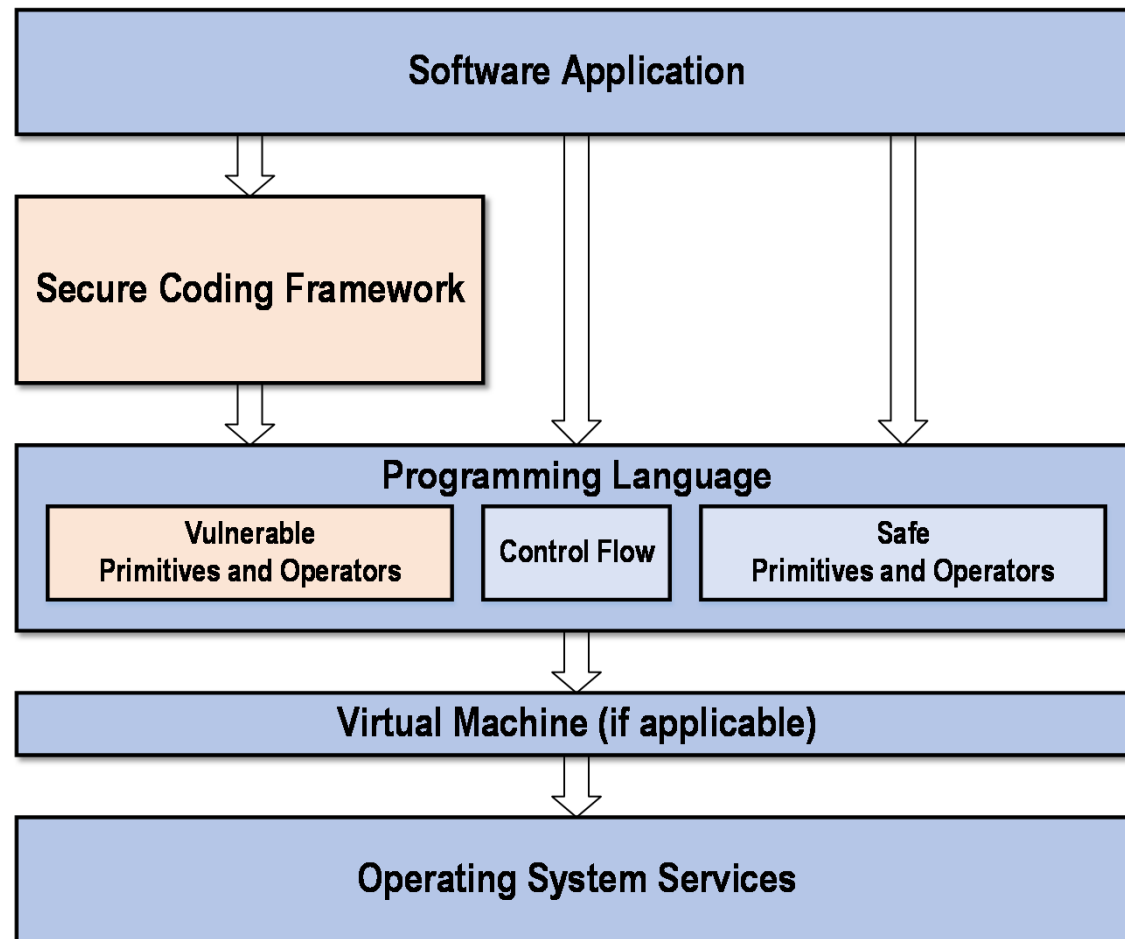 Software Application
Secure Coding Framework
Programming Language
Vulnerable
Primitives and Operators
Control Flow
Safe
Primitives and Operators
Virtual Machine (if applicable)
Operating System Services